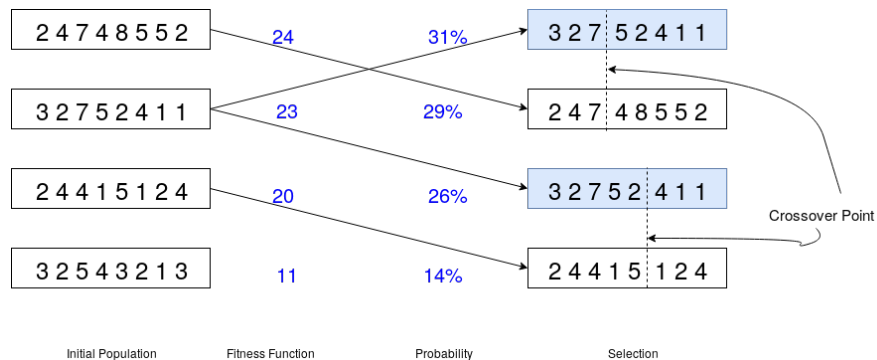 2 4 7 4 8 5 5 2 24 31% 3 2 7 5 2 4 1 1
3 2 7 5 2 4 1 1 23 29% 2 4 7 4 8 5 5 2
2 4 4 1 5 1 2 4 20 26% 3 2 7 5 2 4 1 1
Crossover Point
3 2 5 4 3 2 1 3 11 14% 2 4 4 1 5 1 2 4
Initial Population Fitness Function Probability Selection